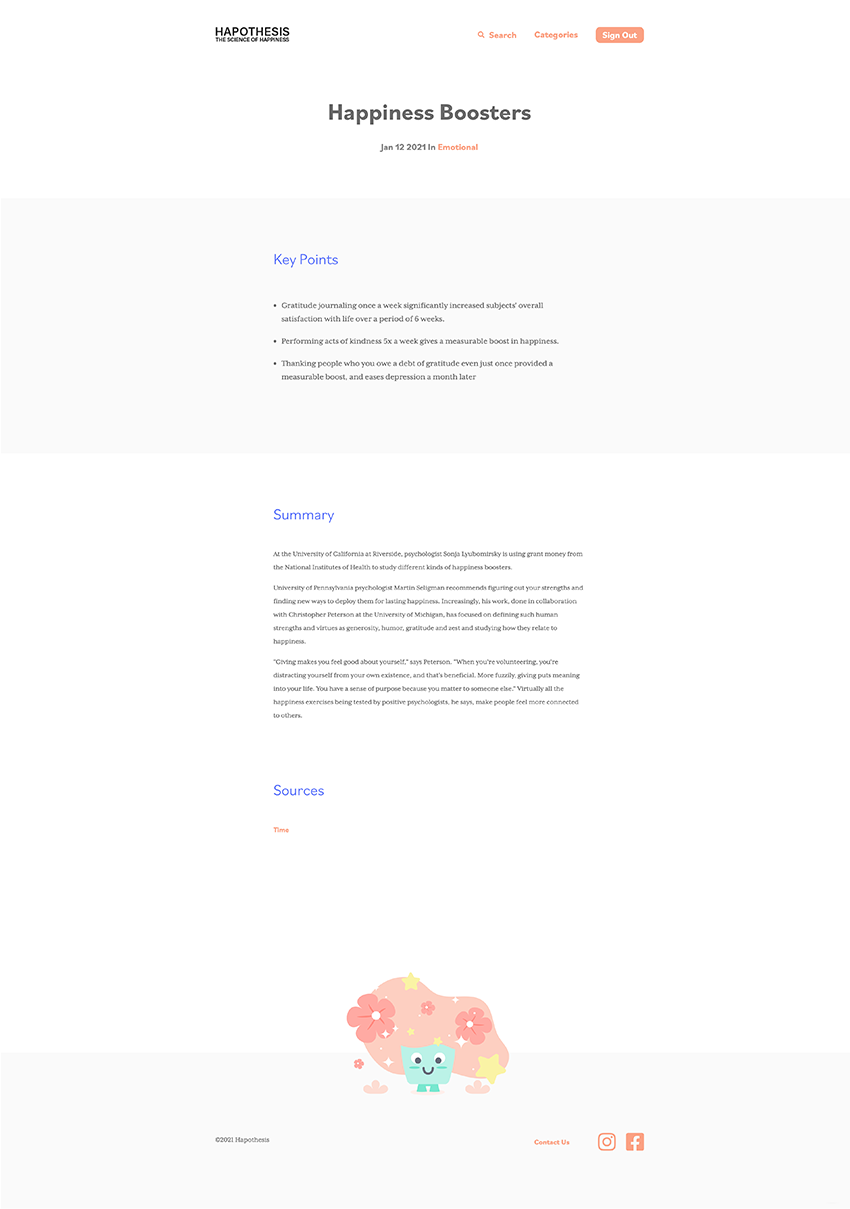 HAPOTHESIS
THE SCIENCE OF HAPPINESS
Search
Categories
Sign Out
Happiness Boosters
Jan 12 2021 In Emotional
Key Points
• Gratitude journaling once a week significantly increased subjects' overall
satisfaction with life over a period of 6 weeks.
• Performing acts of kindness 5x a week gives a measurable boost in happiness.
• Thanking people who you owe a debt of gratitude even just once provided a
measurable boost, and eases depression a month later
Summary
At the University of California at Riverside, psychologist Sonja Lyubomirsky is using grant money from
the National Institutes of Health to study different kinds of happiness boosters.
University of Pennsylvania psychologist Martin Seligman recommends figuring out your strengths and
finding new ways to deploy them for lasting happiness. Increasingly, his work, done in collaboration
with Christopher Peterson at the University of Michigan, has focused on defining such human
strengths and virtues as generosity, humor, gratitude and zest and studying how they relate to
happiness.
"Giving makes you feel good about yourself," says Peterson. "When you're volunteering, you're
distracting yourself from your own existence, and that's beneficial. More fuzzily, giving puts meaning
into your life. You have a sense of purpose because you matter to someone else." Virtually all the
happiness exercises being tested by positive psychologists, he says, make people feel more connected
to others.
Sources
Time
©2021 Hapothesis
Contact Us